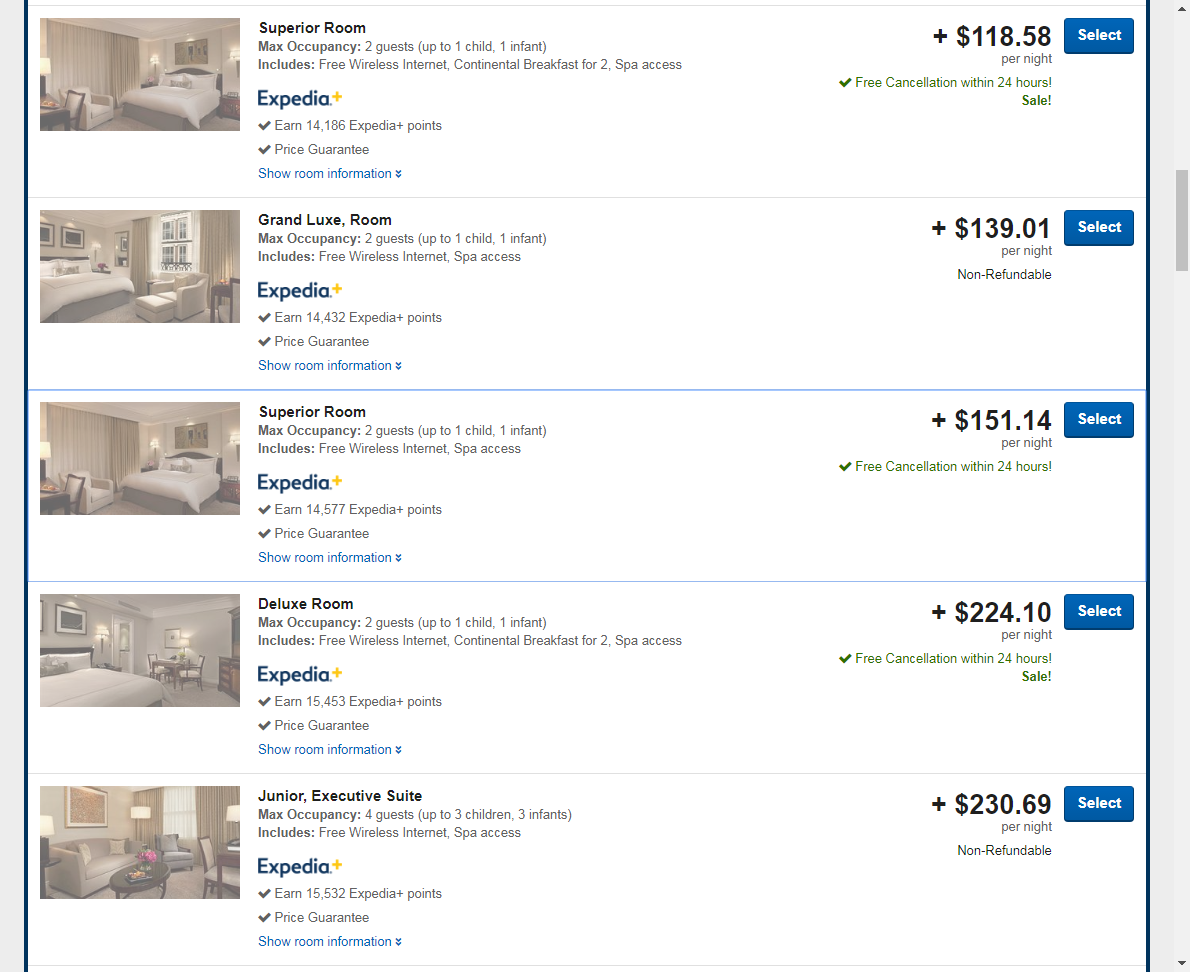 Superior Room
Max Occupancy: 2 guests (up to 1 child, 1 infant)
Includes: Free Wireless Internet, Continental Breakfast for 2, Spa access
Expedia+
Earn 14,186 Expedia+ points
Price Guarantee
Show room information
+ $118.58
per night
Free Cancellation within 24 hours!
Sale!
Select
Grand Luxe, Room
Max Occupancy: 2 guests (up to 1 child, 1 infant)
Includes: Free Wireless Internet, Spa access
Expedia+
Earn 14,432 Expedia+ points
Price Guarantee
Show room information
+ $139.01
per night
Non-Refundable
Select
Superior Room
Max Occupancy: 2 guests (up to 1 child, 1 infant)
Includes: Free Wireless Internet, Spa access
Expedia+
Earn 14,577 Expedia+ points
Price Guarantee
Show room information
+ $151.14
per night
Free Cancellation within 24 hours!
Select
Deluxe Room
Max Occupancy: 2 guests (up to 1 child, 1 infant)
Includes: Free Wireless Internet, Continental Breakfast for 2, Spa access
Expedia+
Earn 15,453 Expedia+ points
Price Guarantee
Show room information
+ $224.10
per night
Free Cancellation within 24 hours!
Sale!
Select
Junior, Executive Suite
Max Occupancy: 4 guests (up to 3 children, 3 infants)
Includes: Free Wireless Internet, Spa access
Expedia+
Earn 15,532 Expedia+ points
Price Guarantee
Show room information
+ $230.69
per night
Non-Refundable
Select